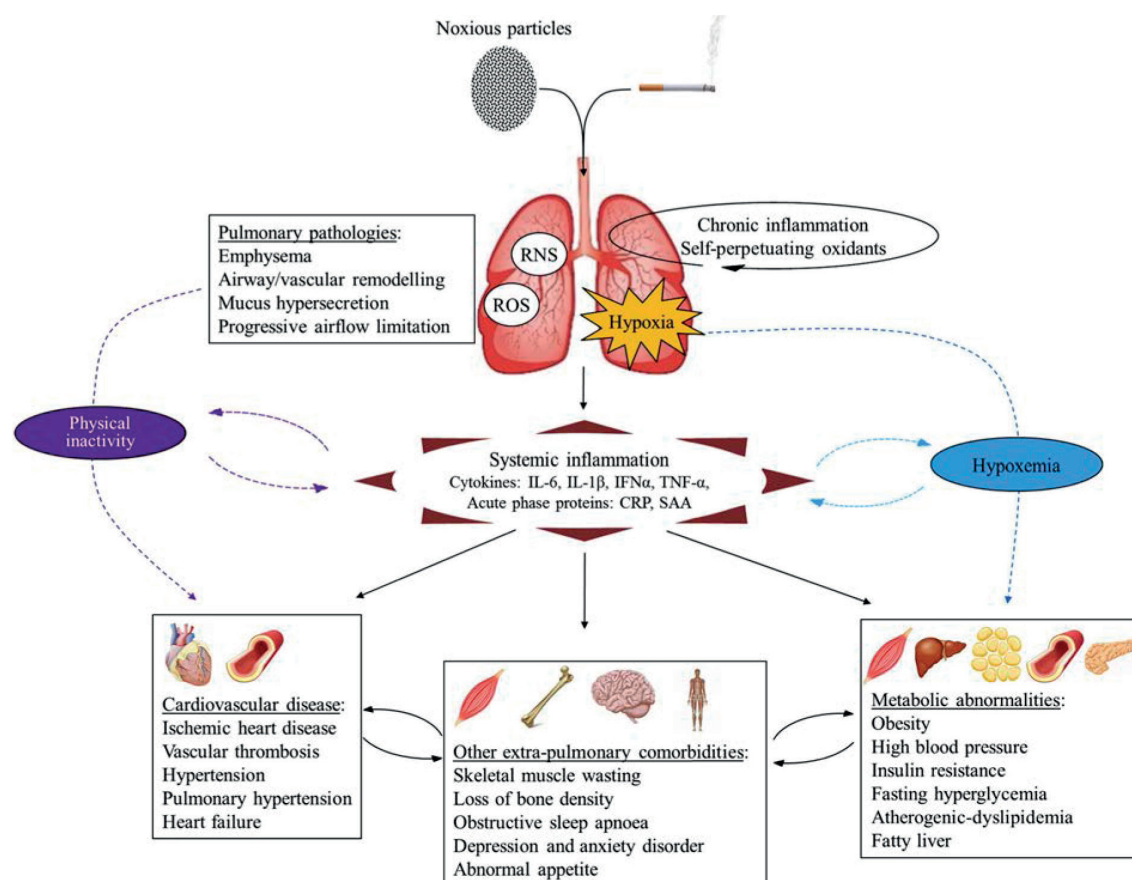 Noxious particles
Pulmonary pathologies:
Emphysema
Airway/vascular remodelling
Mucus hypersecretion
Progressive airflow limitation
RNS
ROS
Chronic inflammation
Self-perpetuating oxidants
Hypoxia
Physical
inactivity
Systemic inflammation
Cytokines: IL-6, IL-1β, IFNα, TNF-α,
Acute phase proteins: CRP, SAA
Hypoxemia
Cardiovascular disease:
Ischemic heart disease
Vascular thrombosis
Hypertension
Pulmonary hypertension
Heart failure
Other extra-pulmonary comorbidities:
Skeletal muscle wasting
Loss of bone density
Obstructive sleep apnoea
Depression and anxiety disorder
Abnormal appetite
Metabolic abnormalities:
Obesity
High blood pressure
Insulin resistance
Fasting hyperglycemia
Atherogenic-dyslipidemia
Fatty liver